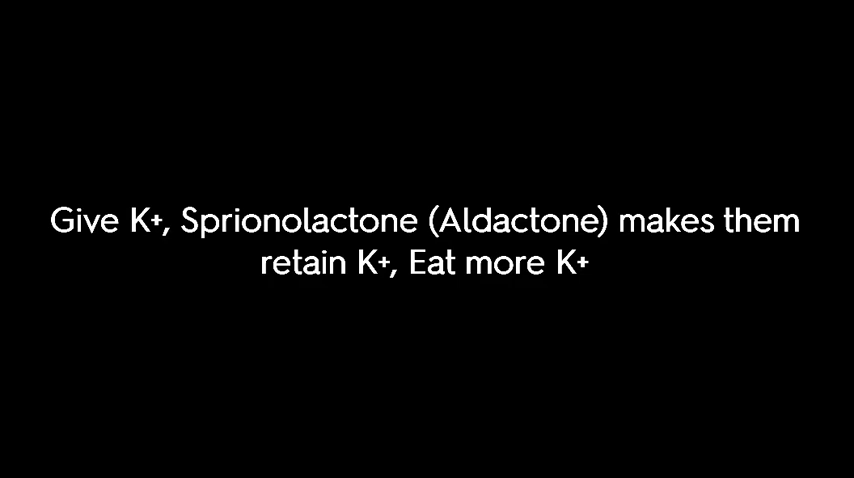 Give K+, Sprionolactone (Aldactone) makes them
retain K+, Eat more K+